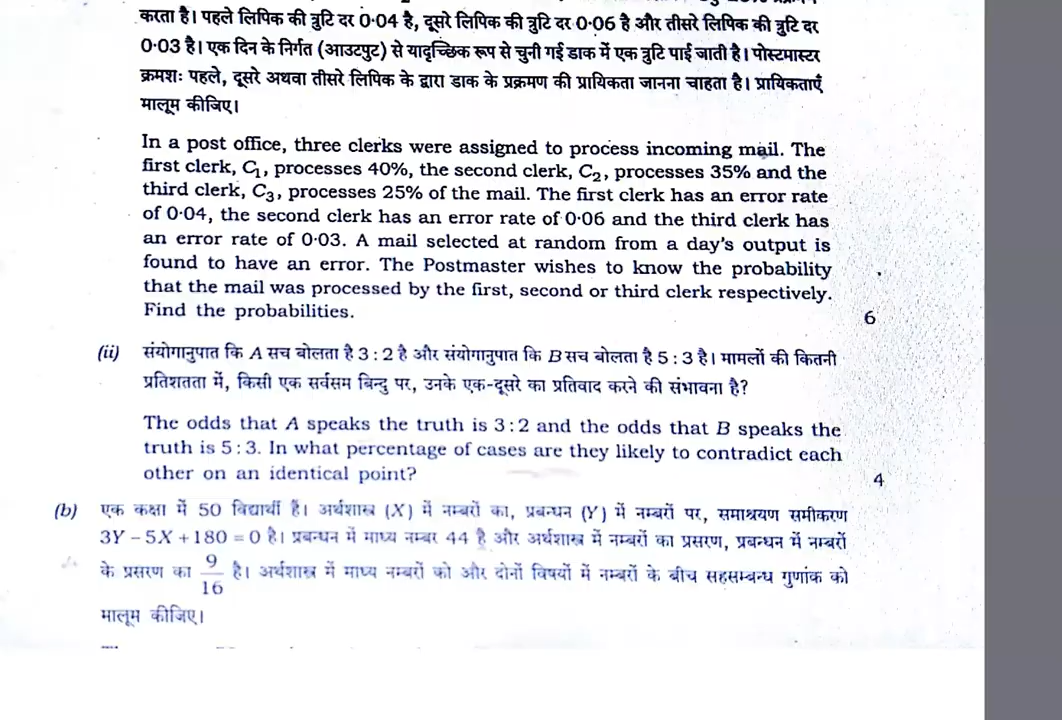 करता है। पहले लिपिक की त्रुटि दर 0·04 है, दूसरे लिपिक की त्रुटि दर 0·06 है और तीसरे लिपिक की त्रुटि दर
0·03 है। एक दिन के निर्गत (आउटपुट) से यादृच्छिक रूप से चुनी गई डाक में एक त्रुटि पाई जाती है। पोस्टमास्टर
क्रमशः पहले, दूसरे अथवा तीसरे लिपिक के द्वारा डाक के प्रक्रमण की प्रायिकता जानना चाहता है। प्रायिकताएँ
मालूम कीजिए।
In a post office, three clerks were assigned to process incoming mail. The
first clerk, C₁, processes 40%, the second clerk, C₂, processes 35% and the
third clerk, C₃, processes 25% of the mail. The first clerk has an error rate
of 0·04, the second clerk has an error rate of 0·06 and the third clerk has
an error rate of 0·03. A mail selected at random from a day's output is
found to have an error. The Postmaster wishes to know the probability
that the mail was processed by the first, second or third clerk respectively.
Find the probabilities. 6
(ii) संयोगानुपात कि A सच बोलता है 3 : 2 है और संयोगानुपात कि B सच बोलता है 5 : 3 है। मामलों की कितनी
प्रतिशतता में, किसी एक सर्वसम बिन्दु पर, उनके एक-दूसरे का प्रतिवाद करने की संभावना है?
The odds that A speaks the truth is 3 : 2 and the odds that B speaks the
truth is 5 : 3. In what percentage of cases are they likely to contradict each
other on an identical point? 4
(b) एक कक्षा में 50 विद्यार्थी हैं। अर्थशास्त्र (X) में नम्बरों का, प्रबन्धन (Y) में नम्बरों पर, समाश्रयण समीकरण
3Y – 5X + 180 = 0 है। प्रबन्धन में माध्य नम्बर 44 है और अर्थशास्त्र में नम्बरों का प्रसरण, प्रबन्धन में नम्बरों
के प्रसरण का 9/16 है। अर्थशास्त्र में माध्य नम्बरों को और दोनों विषयों में नम्बरों के बीच सहसम्बन्ध गुणांक को
मालूम कीजिए।